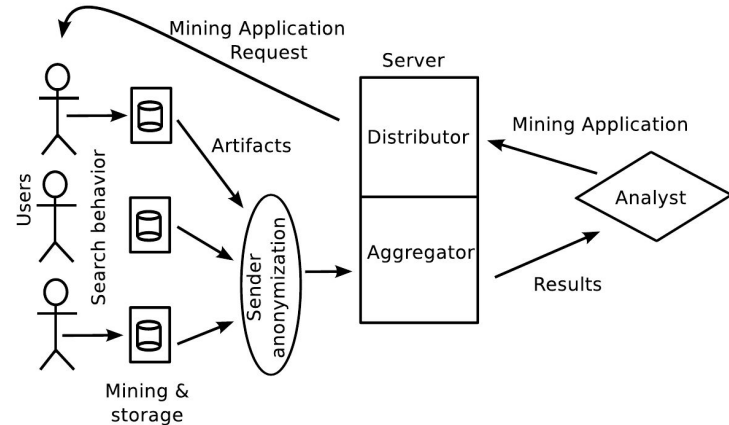 Mining Application
Request
Server
Distributor
Mining Application
Artifacts
Analyst
Users
Search behavior
Aggregator
Sender
anonymization
Results
Mining &
storage